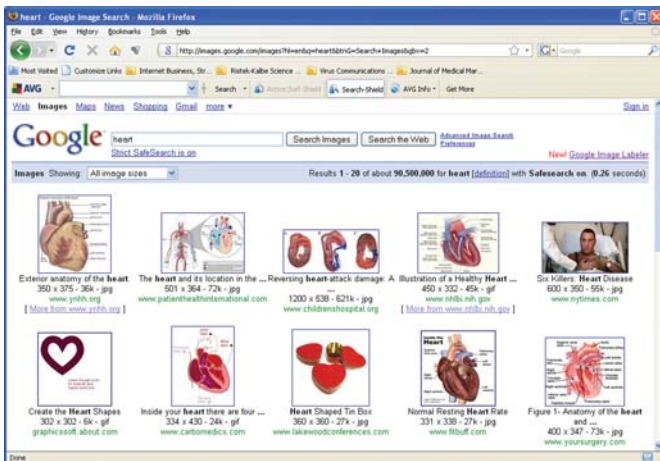 heart - Google Image Search - Mozilla Firefox
File Edit View History Bookmarks Tools Help
http://images.google.com/images?hl=en&q=heart&btnG=Search+Images&gbv=2
Google
Most Visited Customize Links Internet Business, Str... Ristek-Kalbe Science ... Virus Communications ... Journal of Medical Mar...
AVG Search Active Surf-Shield Search-Shield AVG Info Get More
Web Images Maps News Shopping Gmail more ▼ Sign in
Google heart Search Images Search the Web Advanced Image Search
Preferences
Strict SafeSearch is on New! Google Image Labeler
Images Showing: All image sizes Results 1 - 20 of about 90,500,000 for heart [definition] with Safesearch on. (0.26 seconds)
Exterior anatomy of the heart
350 x 375 - 36k - jpg
www.ynhh.org
[ More from www.ynhh.org ]
The heart and its location in the ...
501 x 364 - 72k - jpg
www.patienthealthinternational.com
Reversing heart-attack damage: A
...
1200 x 538 - 621k - jpg
www.childrenshospital.org
Illustration of a Healthy Heart ...
450 x 332 - 45k - gif
www.nhlbi.nih.gov
[ More from www.nhlbi.nih.gov ]
Six Killers: Heart Disease
600 x 350 - 55k - jpg
www.nytimes.com
Create the Heart Shapes
302 x 302 - 6k - gif
graphicssoft.about.com
Inside your heart there are four ...
334 x 430 - 24k - gif
www.carbomedics.com
Heart Shaped Tin Box
360 x 360 - 27k - jpg
www.lakewoodconferences.com
Inside the
Heart
Normal Resting Heart Rate
331 x 338 - 27k - jpg
www.fitbuff.com
Figure 1- Anatomy of the heart
and ...
400 x 347 - 73k - jpg
www.yoursurgery.com
Done